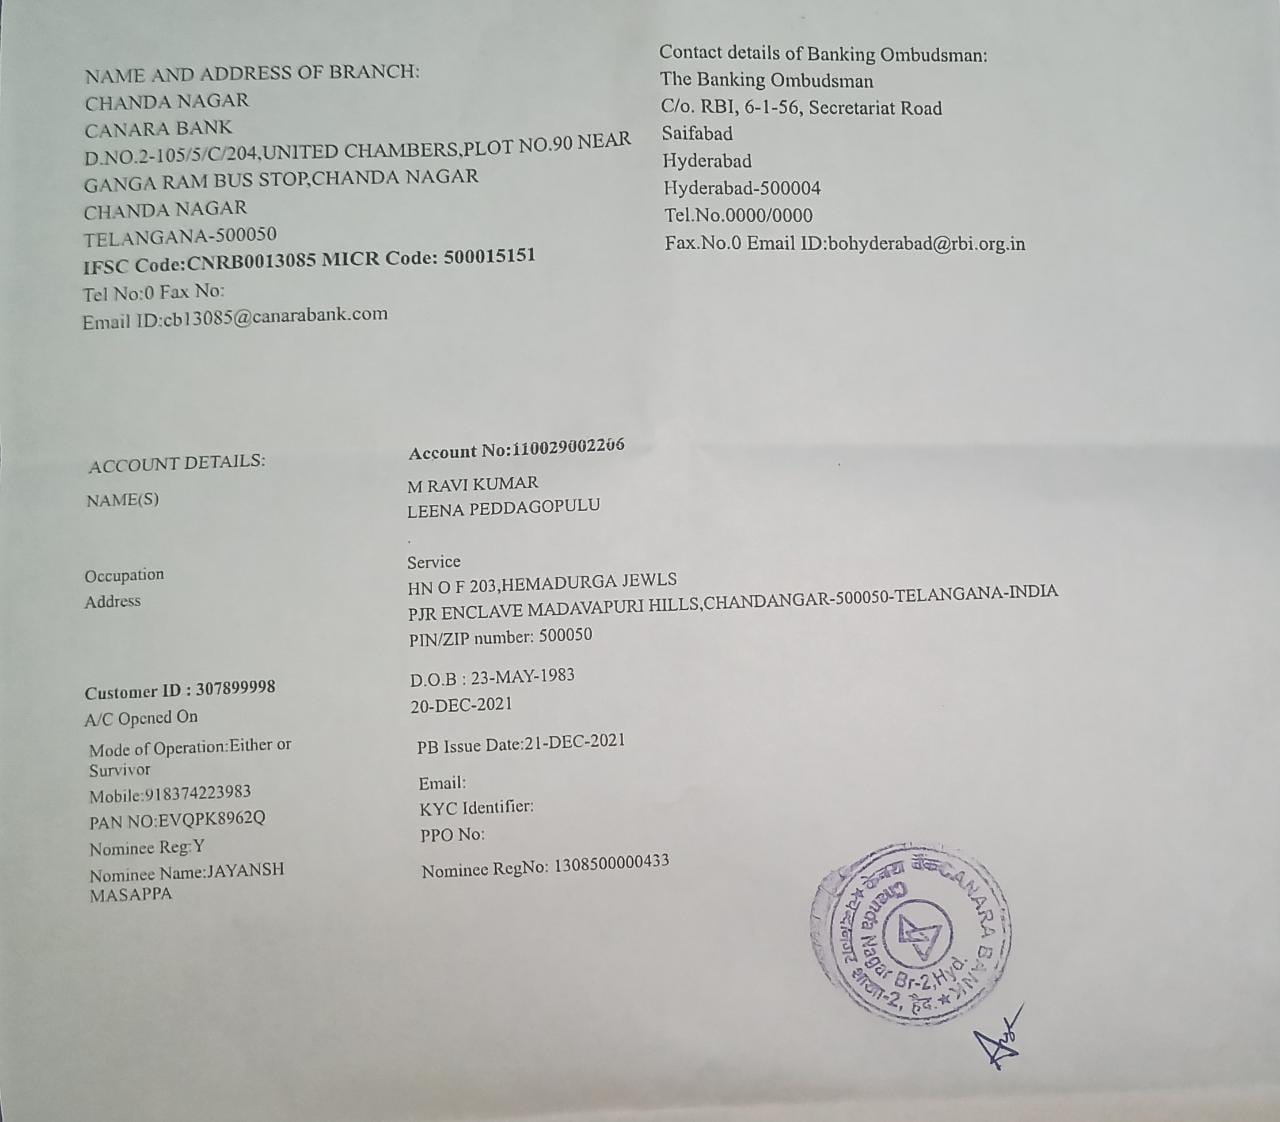 NAME AND ADDRESS OF BRANCH:
CHANDA NAGAR
CANARA BANK
D.NO.2-105/5/C/204,UNITED CHAMBERS,PLOT NO.90 NEAR
GANGA RAM BUS STOP,CHANDA NAGAR
CHANDA NAGAR
TELANGANA-500050
IFSC Code:CNRB0013085 MICR Code: 500015151
Tel No:0 Fax No:
Email ID:cb13085@canarabank.com
Contact details of Banking Ombudsman:
The Banking Ombudsman
C/o. RBI, 6-1-56, Secretariat Road
Saifabad
Hyderabad
Hyderabad-500004
Tel.No.0000/0000
Fax.No.0 Email ID:bohyderabad@rbi.org.in
ACCOUNT DETAILS: Account No:110029002206
NAME(S) M RAVI KUMAR
LEENA PEDDAGOPULU
.
Occupation Service
Address HN O F 203,HEMADURGA JEWLS
PJR ENCLAVE MADAVAPURI HILLS,CHANDANGAR-500050-TELANGANA-INDIA
PIN/ZIP number: 500050
Customer ID : 307899998 D.O.B : 23-MAY-1983
A/C Opened On 20-DEC-2021
Mode of Operation:Either or PB Issue Date:21-DEC-2021
Survivor
Mobile:918374223983 Email:
PAN NO:EVQPK8962Q KYC Identifier:
Nominee Reg:Y PPO No:
Nominee Name:JAYANSH Nominee RegNo: 1308500000433
MASAPPA
केनरा बैंक CANARA BANK
Chanda Nagar Br-2,Hyd.
शाखा-2, हैद.